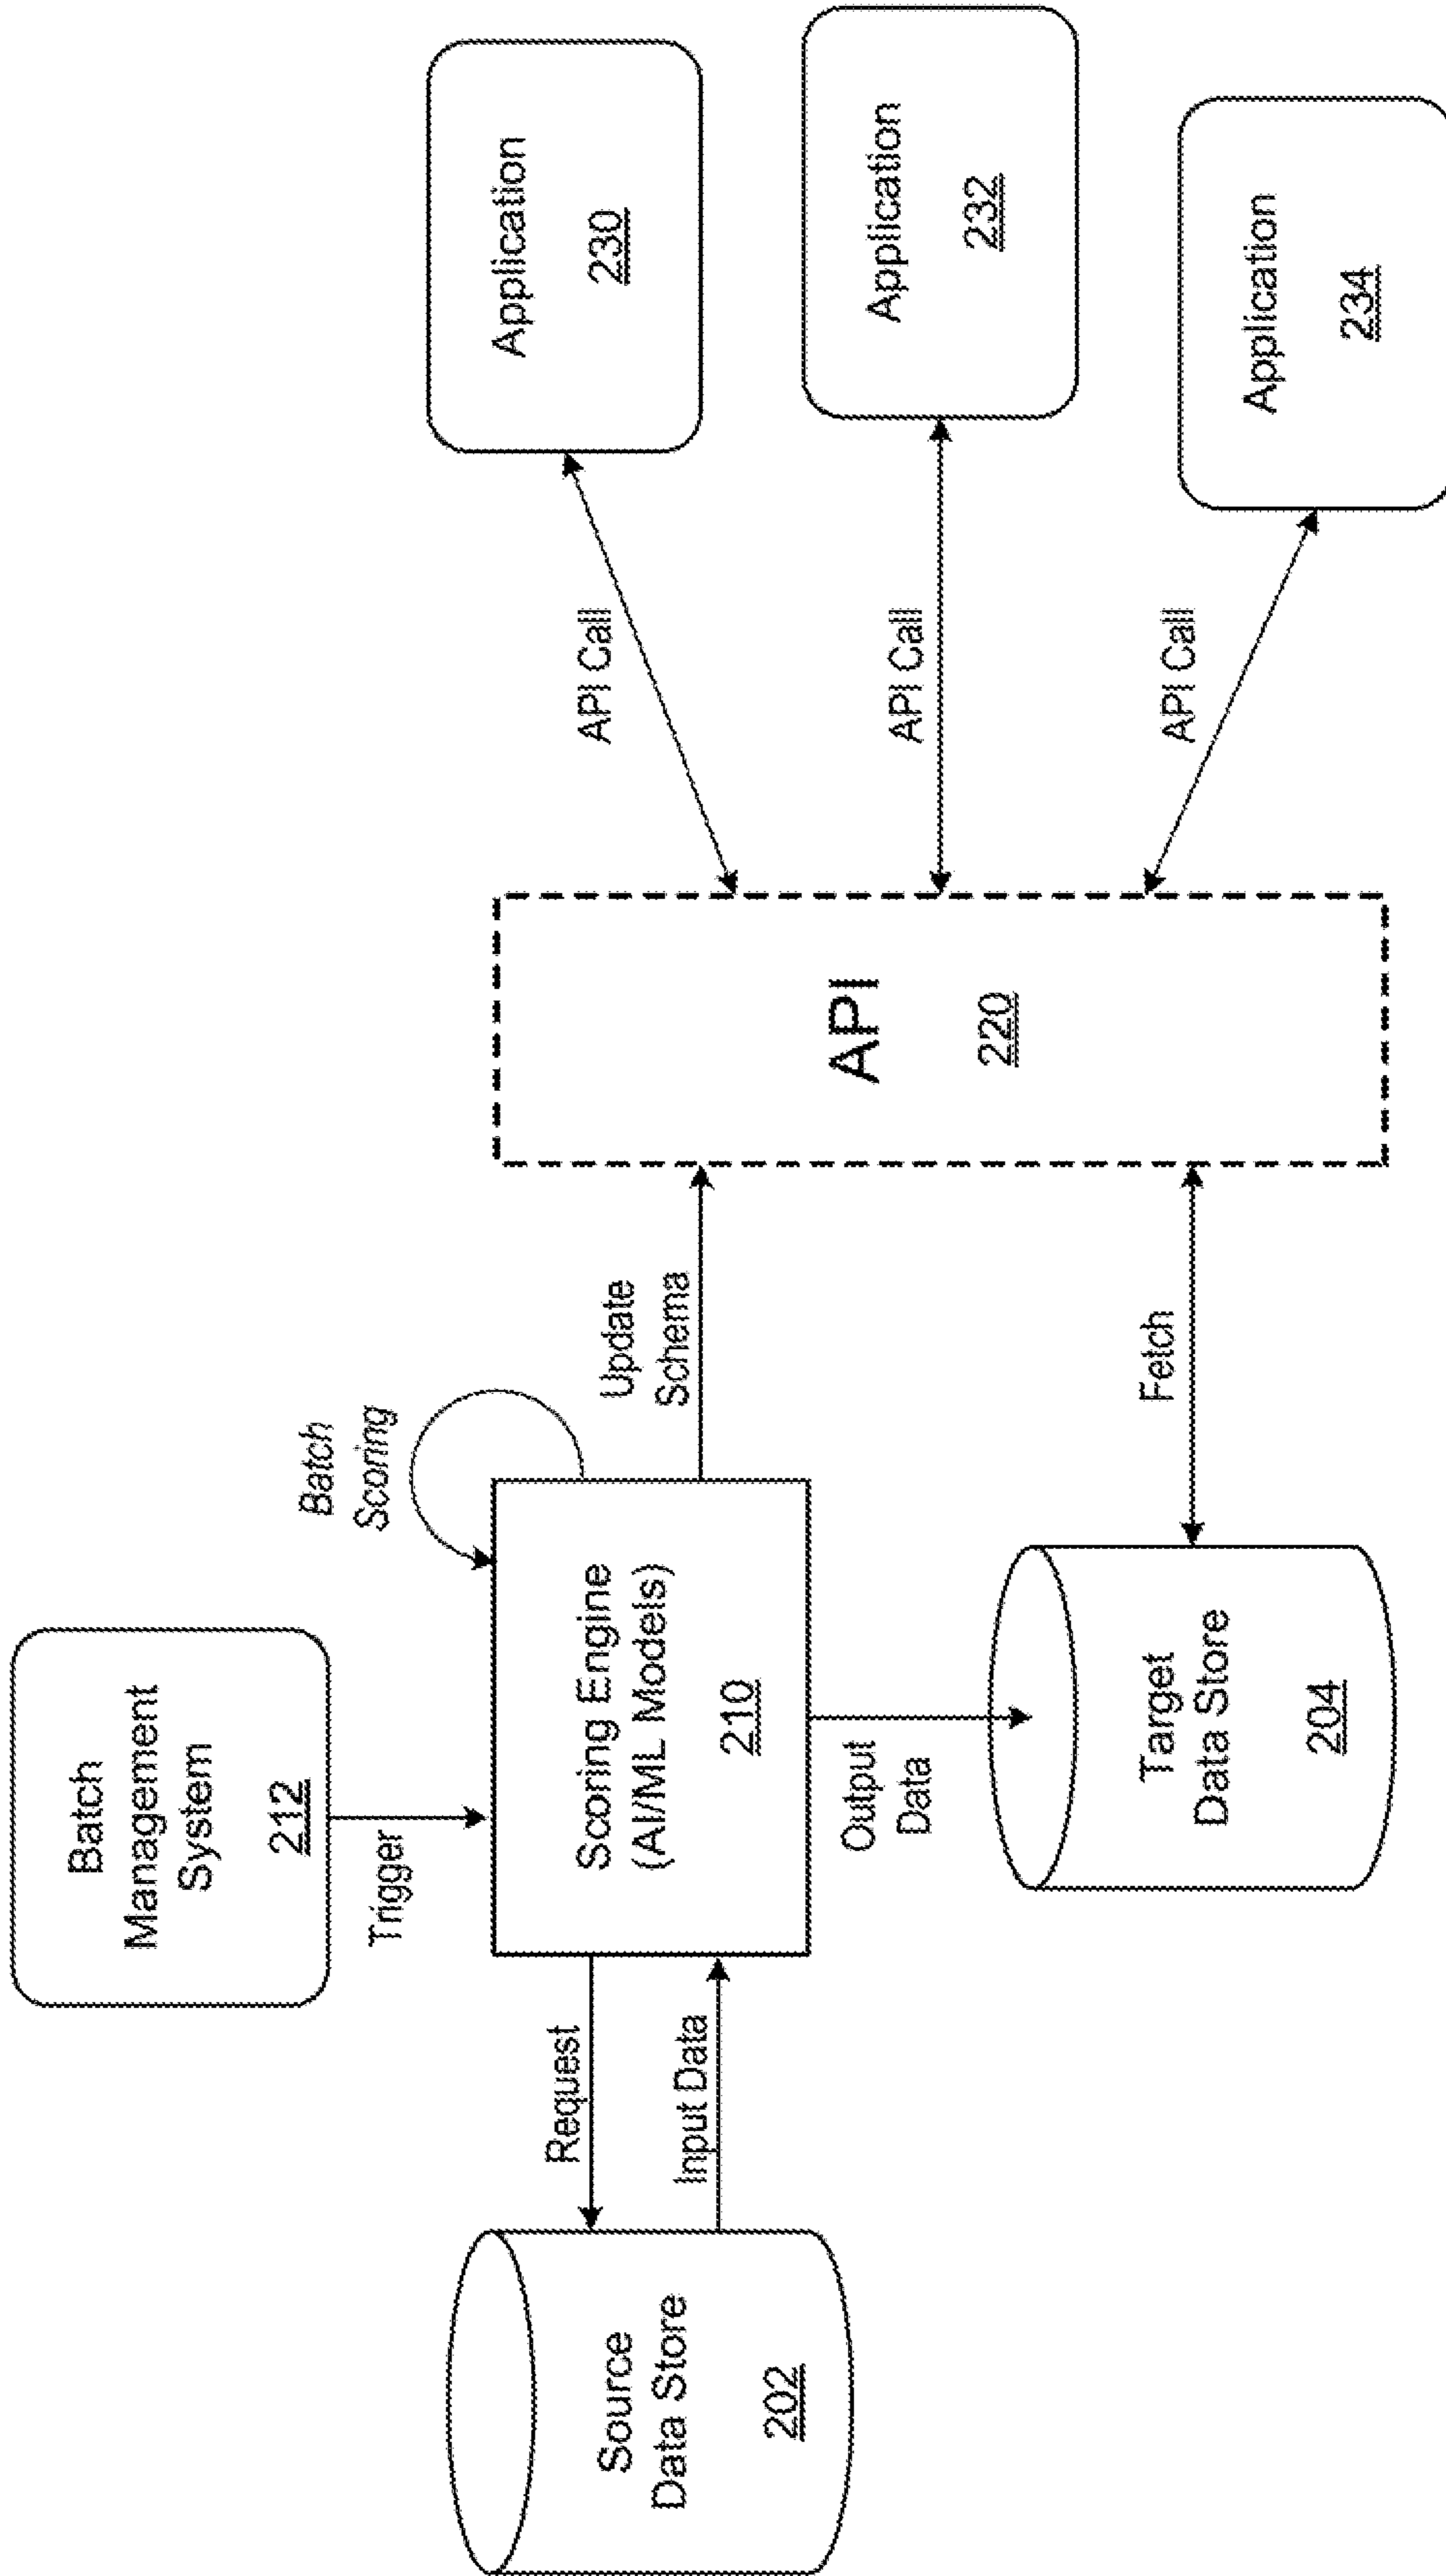 Batch
Management
System
212
Trigger
Batch
Scoring
Source
Data Store
202
Request
Input Data
Scoring Engine
(AI/ML Models)
210
Update
Schema
Output
Data
Target
Data Store
204
Fetch
API
220
API Call
API Call
API Call
Application
230
Application
232
Application
234